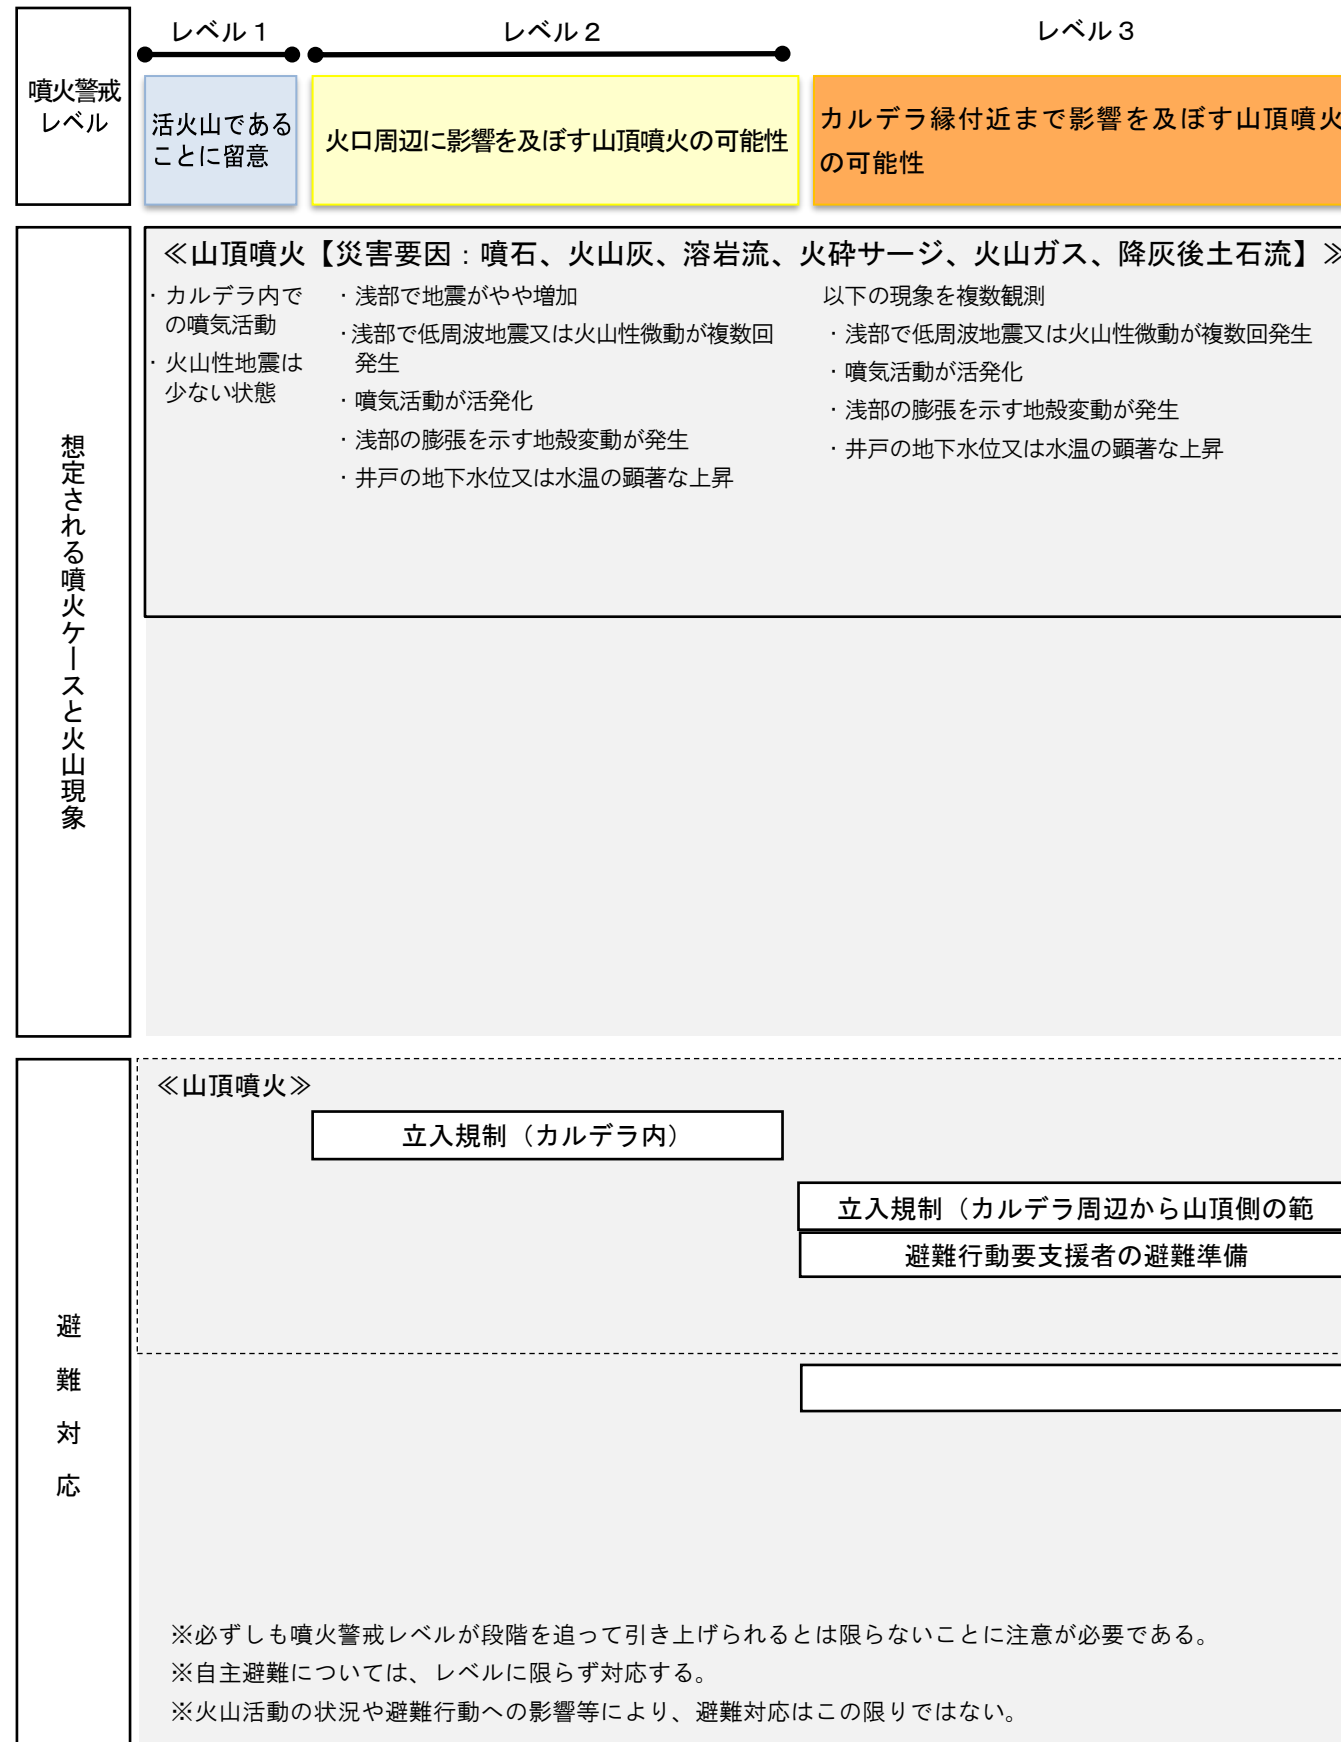 噴火警戒
レベル
レベル１
レベル２
レベル３
活火山である
ことに留意
火口周辺に影響を及ぼす山頂噴火の可能性
カルデラ縁付近まで影響を及ぼす山頂噴火
の可能性
想定される噴火ケースと火山現象
≪山頂噴火【災害要因：噴石、火山灰、溶岩流、火砕サージ、火山ガス、降灰後土石流】≫
・カルデラ内で
の噴気活動
・火山性地震は
少ない状態
・浅部で地震がやや増加
・浅部で低周波地震又は火山性微動が複数回
発生
・噴気活動が活発化
・浅部の膨張を示す地殻変動が発生
・井戸の地下水位又は水温の顕著な上昇
以下の現象を複数観測
・浅部で低周波地震又は火山性微動が複数回発生
・噴気活動が活発化
・浅部の膨張を示す地殻変動が発生
・井戸の地下水位又は水温の顕著な上昇
避難対応
≪山頂噴火≫
立入規制（カルデラ内）
立入規制（カルデラ周辺から山頂側の範
避難行動要支援者の避難準備
※必ずしも噴火警戒レベルが段階を追って引き上げられるとは限らないことに注意が必要である。
※自主避難については、レベルに限らず対応する。
※火山活動の状況や避難行動への影響等により、避難対応はこの限りではない。